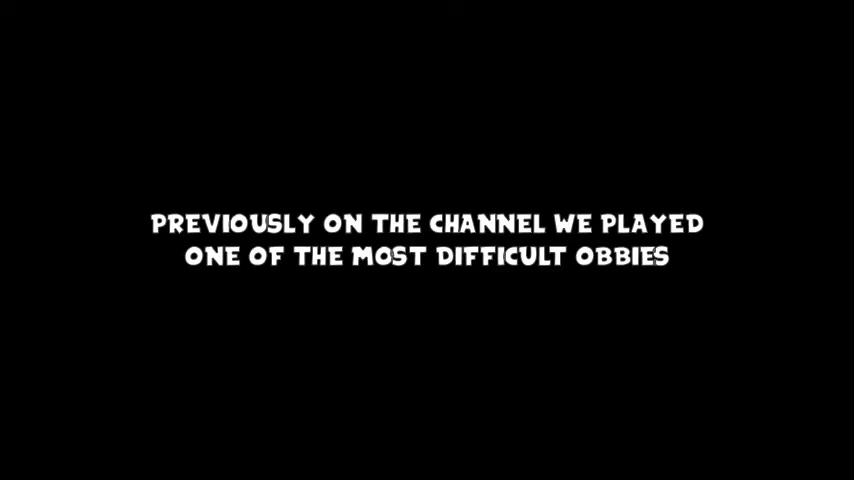 PREVIOUSLY ON THE CHANNEL WE PLAYED
ONE OF THE MOST DIFFICULT OBBIES